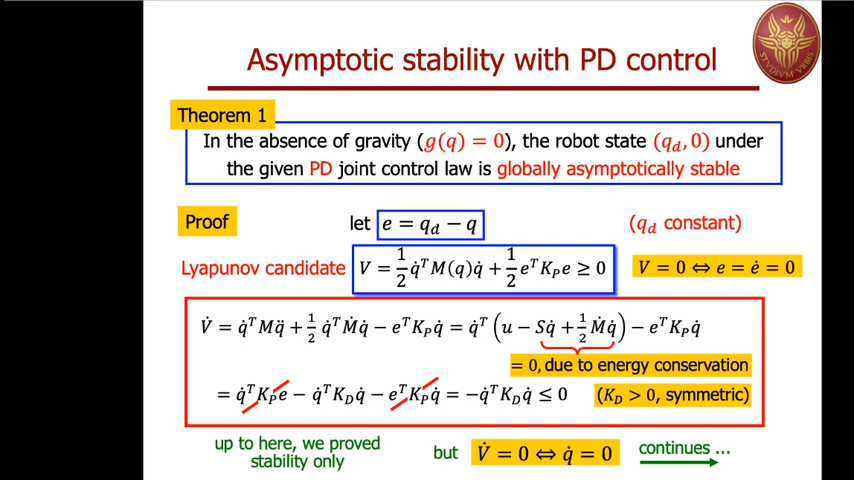 Asymptotic stability with PD control
STVDIVM VRBIS
Theorem 1
In the absence of gravity (g(q) = 0), the robot state (q_d, 0) under
the given PD joint control law is globally asymptotically stable
Proof
let e = q_d − q (q_d constant)
Lyapunov candidate V = 1/2 q̇ᵀM(q)q̇ + 1/2 eᵀK_P e ≥ 0 V = 0 ⇔ e = ė = 0
V̇ = q̇ᵀMq̈ + 1/2 q̇ᵀṀq̇ − eᵀK_P q̇ = q̇ᵀ(u − Sq̇ + 1/2 Ṁq̇) − eᵀK_P q̇
= 0, due to energy conservation
= q̇ᵀK_P e − q̇ᵀK_D q̇ − eᵀK_P q̇ = −q̇ᵀK_D q̇ ≤ 0 (K_D > 0, symmetric)
up to here, we proved
stability only
but V̇ = 0 ⇔ q̇ = 0
continues ...